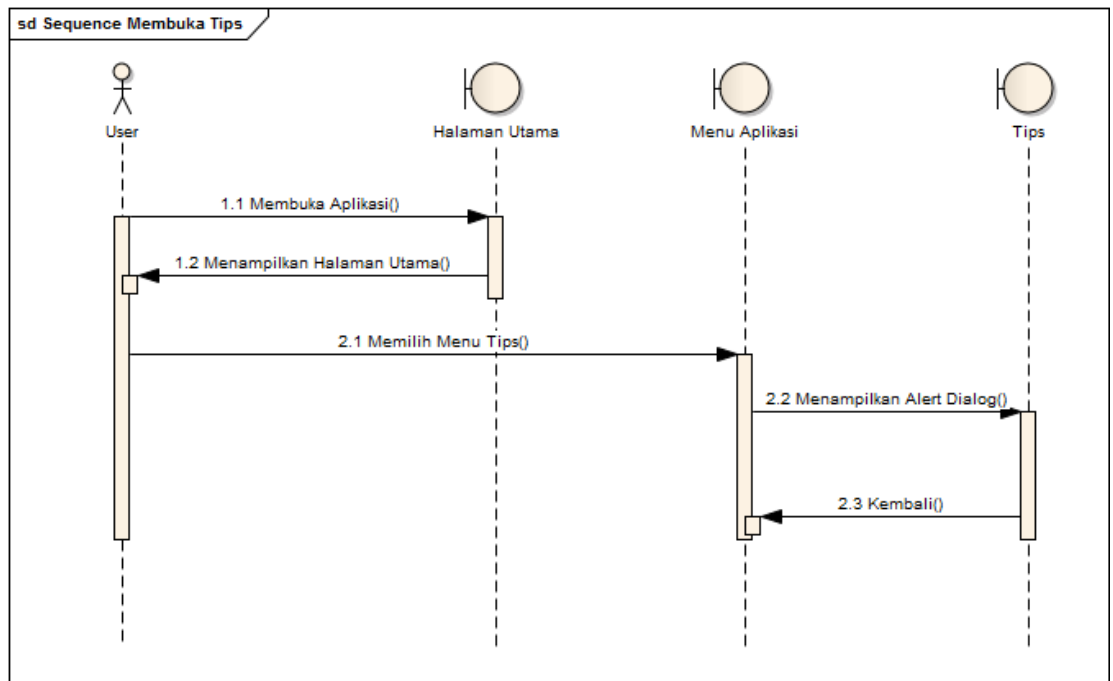 sd Sequence Membuka Tips
User
Halaman Utama
Menu Aplikasi
Tips
1.1 Membuka Aplikasi()
1.2 Menampilkan Halaman Utama()
2.1 Memilih Menu Tips()
2.2 Menampilkan Alert Dialog()
2.3 Kembali()